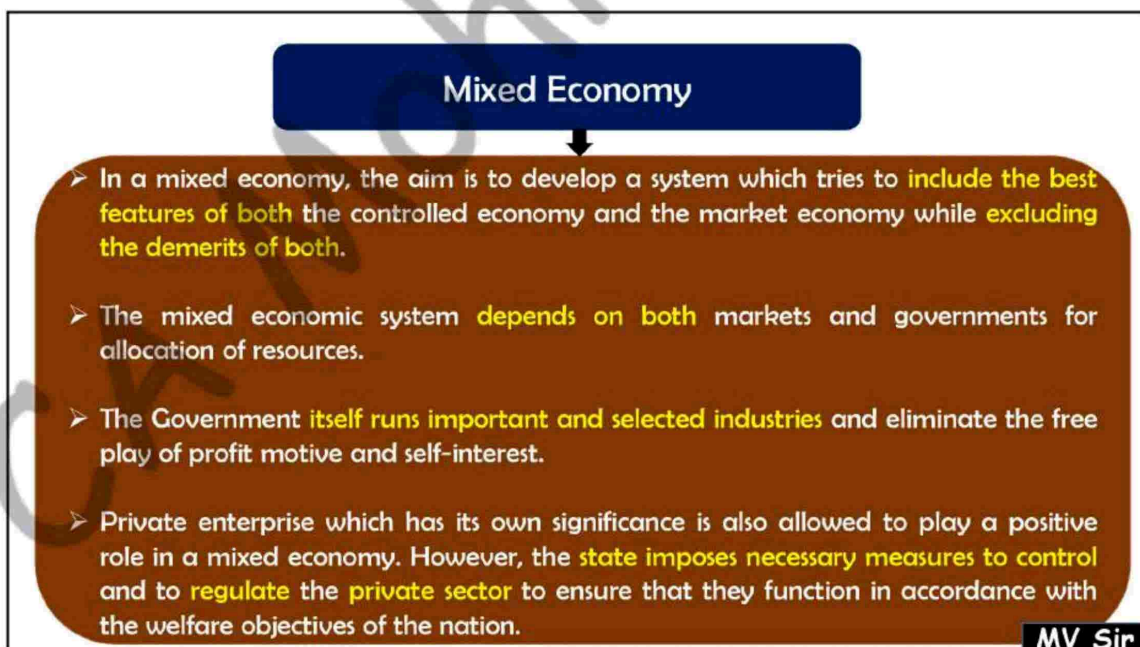 Mixed Economy
➢ In a mixed economy, the aim is to develop a system which tries to include the best
features of both the controlled economy and the market economy while excluding
the demerits of both.
➢ The mixed economic system depends on both markets and governments for
allocation of resources.
➢ The Government itself runs important and selected industries and eliminate the free
play of profit motive and self-interest.
➢ Private enterprise which has its own significance is also allowed to play a positive
role in a mixed economy. However, the state imposes necessary measures to control
and to regulate the private sector to ensure that they function in accordance with
the welfare objectives of the nation.
MV Sir
CA Moh